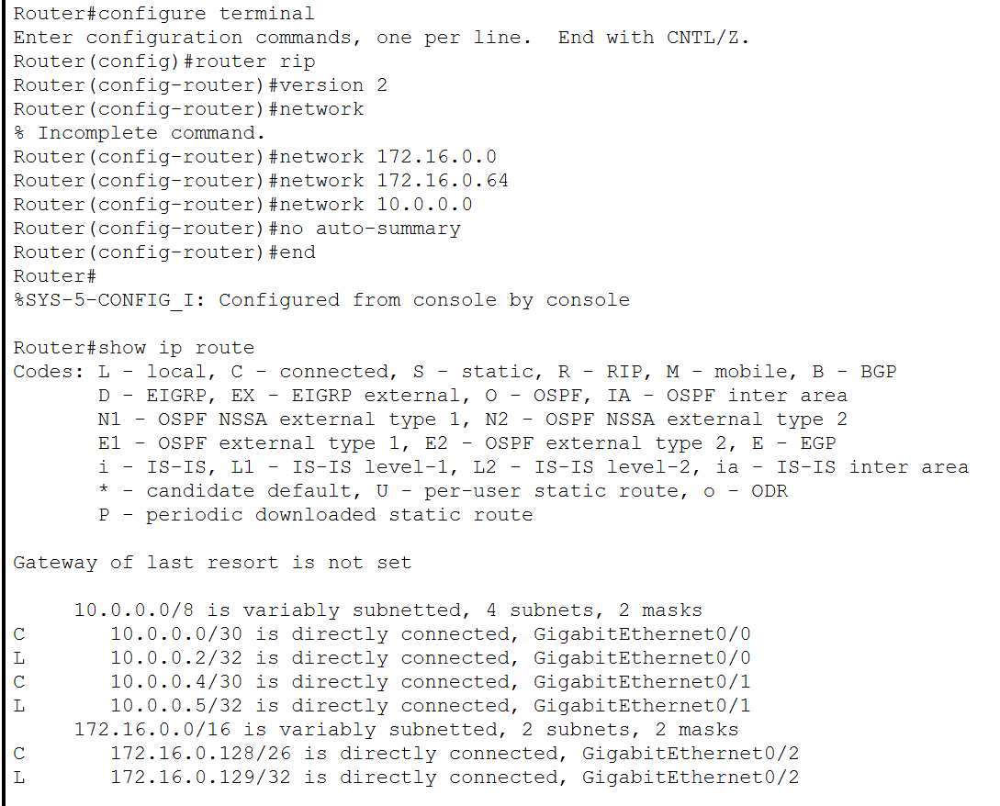 Router#configure terminal
Enter configuration commands, one per line.  End with CNTL/Z.
Router(config)#router rip
Router(config-router)#version 2
Router(config-router)#network
% Incomplete command.
Router(config-router)#network 172.16.0.0
Router(config-router)#network 172.16.0.64
Router(config-router)#network 10.0.0.0
Router(config-router)#no auto-summary
Router(config-router)#end
Router#
%SYS-5-CONFIG_I: Configured from console by console

Router#show ip route
Codes: L - local, C - connected, S - static, R - RIP, M - mobile, B - BGP
       D - EIGRP, EX - EIGRP external, O - OSPF, IA - OSPF inter area
       N1 - OSPF NSSA external type 1, N2 - OSPF NSSA external type 2
       E1 - OSPF external type 1, E2 - OSPF external type 2, E - EGP
       i - IS-IS, L1 - IS-IS level-1, L2 - IS-IS level-2, ia - IS-IS inter area
       * - candidate default, U - per-user static route, o - ODR
       P - periodic downloaded static route

Gateway of last resort is not set

     10.0.0.0/8 is variably subnetted, 4 subnets, 2 masks
C       10.0.0.0/30 is directly connected, GigabitEthernet0/0
L       10.0.0.2/32 is directly connected, GigabitEthernet0/0
C       10.0.0.4/30 is directly connected, GigabitEthernet0/1
L       10.0.0.5/32 is directly connected, GigabitEthernet0/1
     172.16.0.0/16 is variably subnetted, 2 subnets, 2 masks
C       172.16.0.128/26 is directly connected, GigabitEthernet0/2
L       172.16.0.129/32 is directly connected, GigabitEthernet0/2